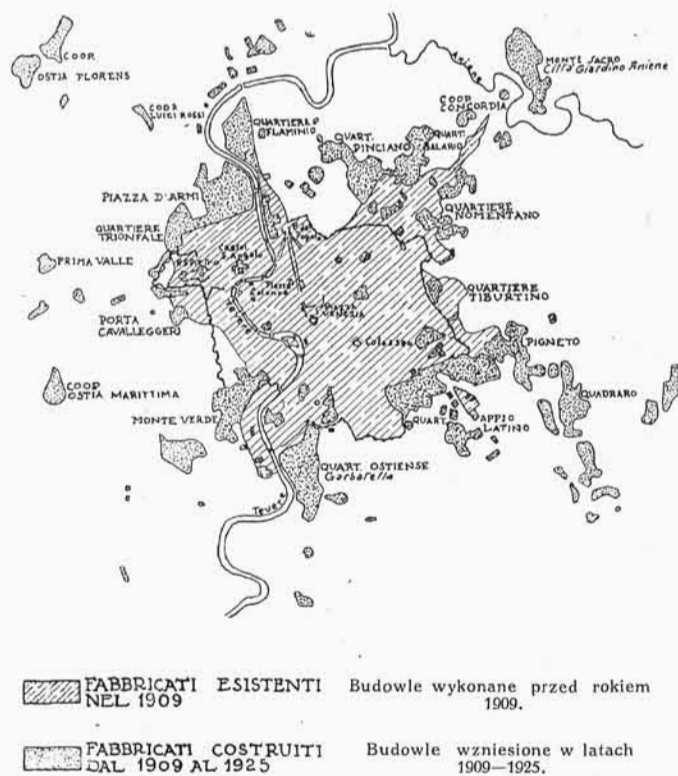 COOP.
OSTIA FLORENS
COOP.
LUIGI ROSSI
Aniene
MONTE SACRO
Città Giardino Aniene
COOP.
CONCORDIA
QUARTIERE
FLAMINIO
QUART.
PINCIANO
QUART.
SALARIO
PIAZZA D'ARMI
QUARTIERE
NOMENTANO
QUARTIERE
TRIONFALE
Castel
S. Angelo
S. PIETRO
PRIMA VALLE
Piazza
Colonna
PIAZZA
VENEZIA
Tevere
QUARTIERE
TIBURTINO
PORTA
CAVALLEGGERI
Colosseo
PIGNETO
COOP.
OSTIA MARITTIMA
QUADRARO
MONTE VERDE
QUART.
APPIO
LATINO
QUART. OSTIENSE
Garbatella
Tevere
FABBRICATI ESISTENTI
NEL 1909
Budowle wykonane przed rokiem
1909.
FABBRICATI COSTRUITI
DAL 1909 AL 1925
Budowle wzniesione w latach
1909—1925.